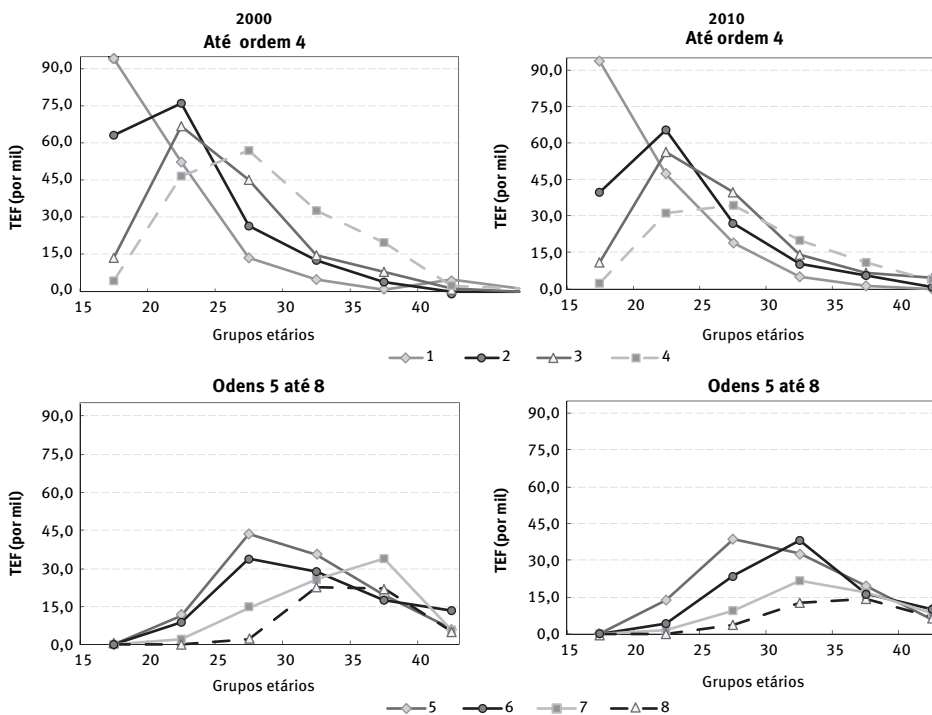 2000
Até ordem 4
TEF (por mil)
90,0
75,0
60,0
45,0
30,0
15,0
0,0
15 20 25 30 35 40
Grupos etários
2010
Até ordem 4
TEF (por mil)
90,0
75,0
60,0
45,0
30,0
15,0
0,0
15 20 25 30 35 40
Grupos etários
1 2 3 4
Odens 5 até 8
TEF (por mil)
90,0
75,0
60,0
45,0
30,0
15,0
0,0
15 20 25 30 35 40
Grupos etários
Odens 5 até 8
TEF (por mil)
90,0
75,0
60,0
45,0
30,0
15,0
0,0
15 20 25 30 35 40
Grupos etários
5 6 7 8